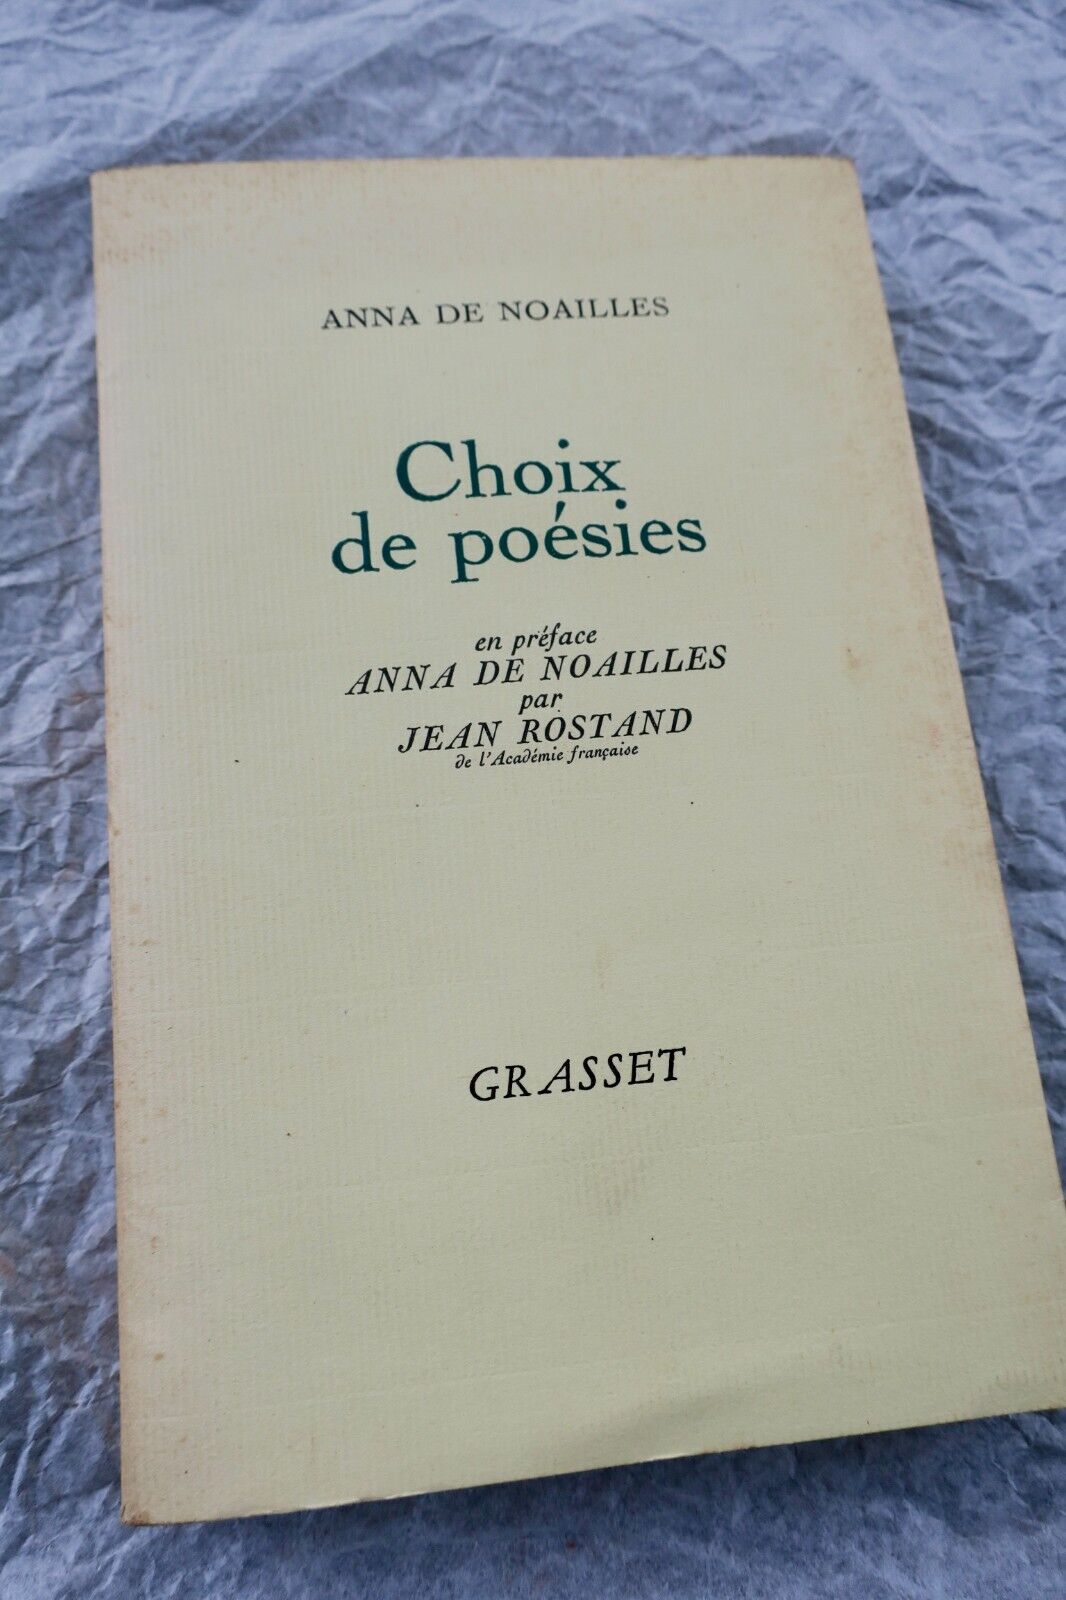 ANNA DE NOAILLES
Choix
de poésies
en préface
ANNA DE NOAILLES
par
JEAN ROSTAND
de l'Académie française
GRASSET